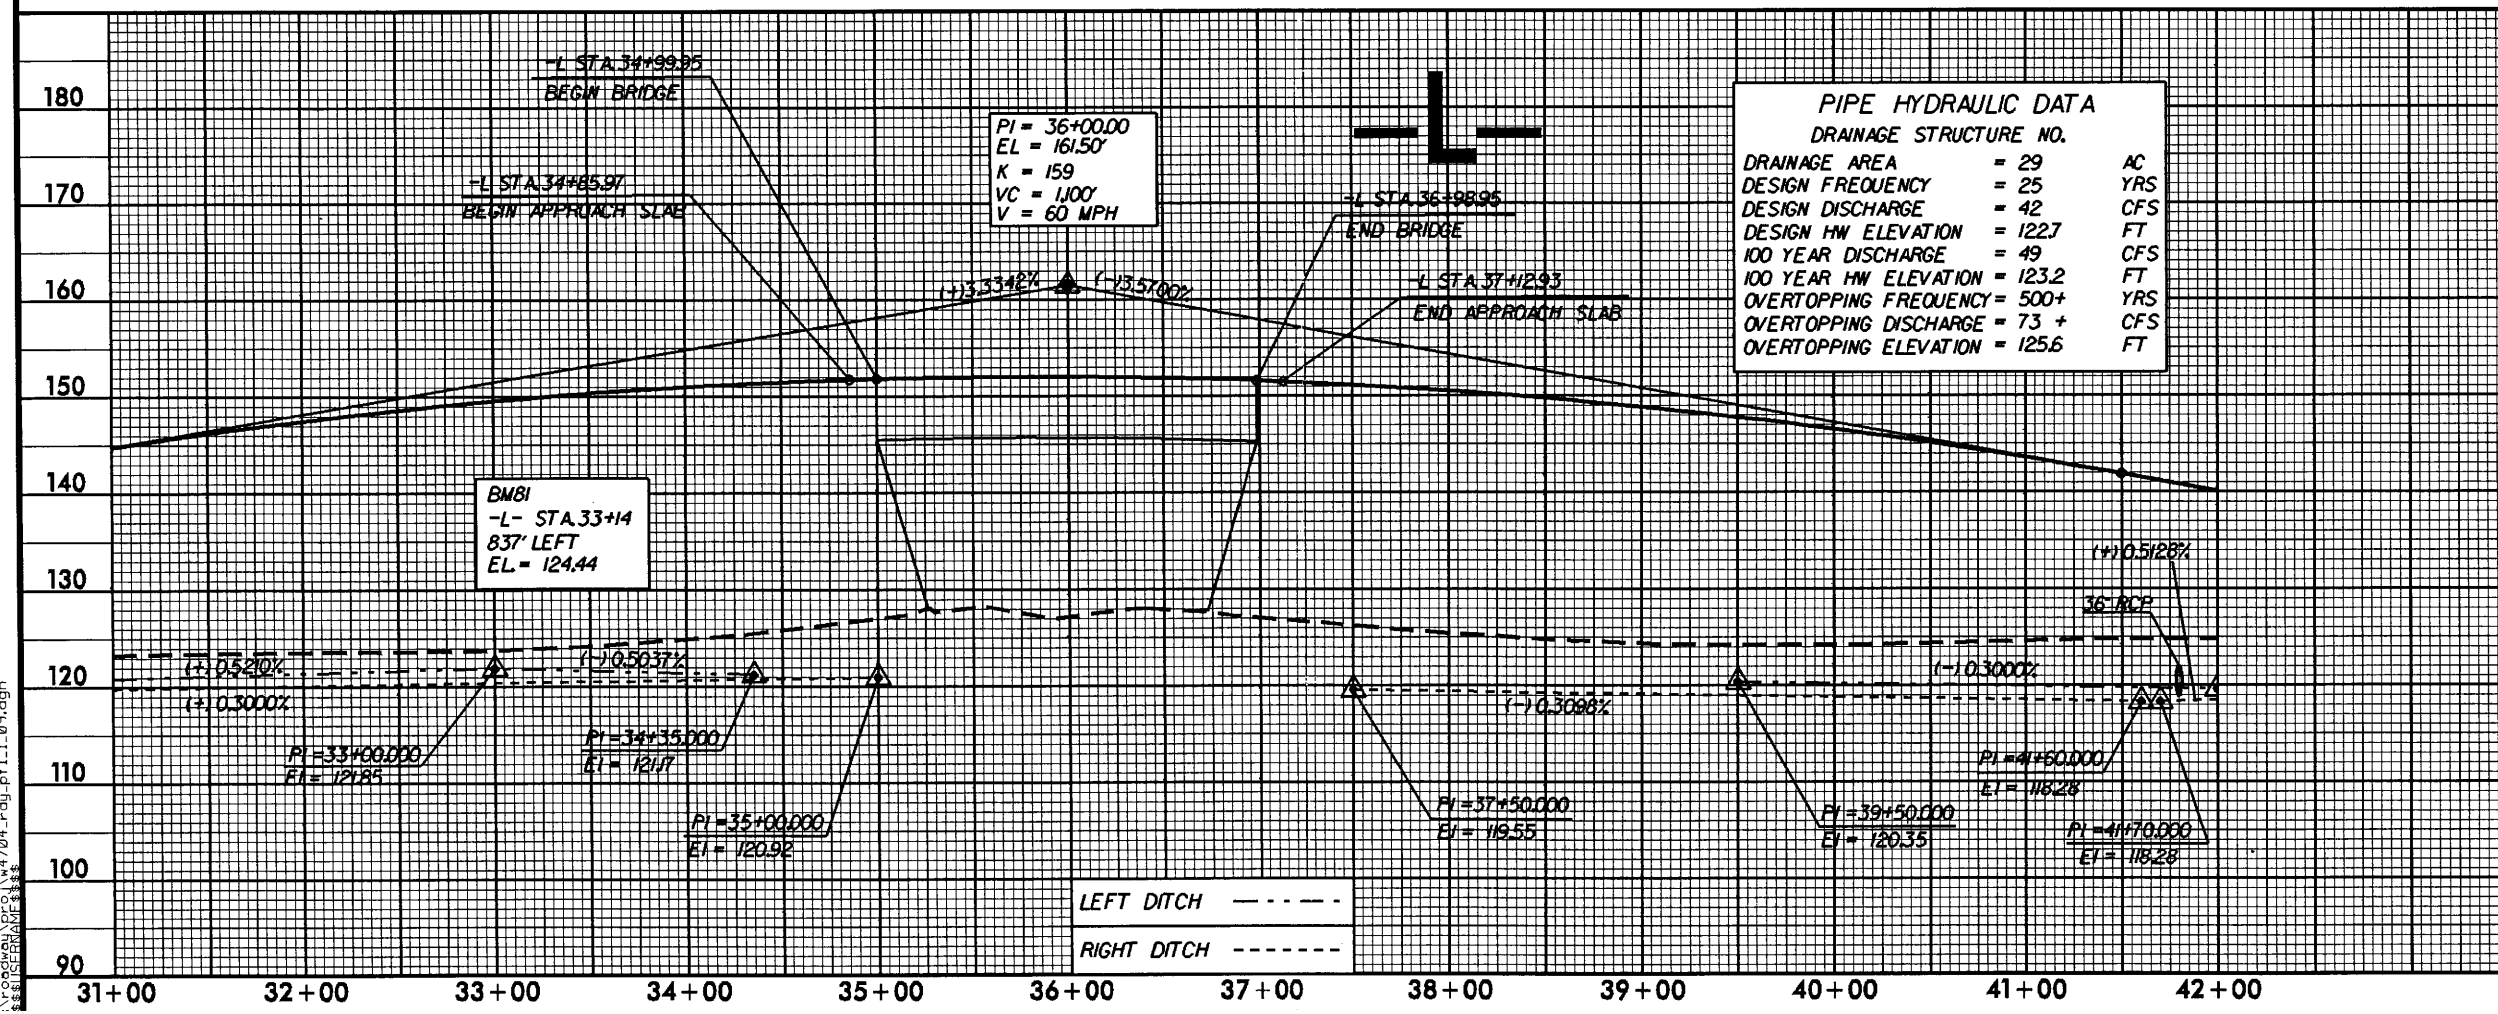 -L STA.34+99.95
BEGIN BRIDGE
-L STA.34+85.97
BEGIN APPROACH SLAB
PI = 36+00.00
EL = 161.50'
K = 159
VC = 1,100'
V = 60 MPH
L
-L STA.36+98.95
END BRIDGE
-L STA.37+12.93
END APPROACH SLAB
PIPE HYDRAULIC DATA
DRAINAGE STRUCTURE NO.
DRAINAGE AREA = 29 AC
DESIGN FREQUENCY = 25 YRS
DESIGN DISCHARGE = 42 CFS
DESIGN HW ELEVATION = 122.7 FT
100 YEAR DISCHARGE = 49 CFS
100 YEAR HW ELEVATION = 123.2 FT
OVERTOPPING FREQUENCY = 500+ YRS
OVERTOPPING DISCHARGE = 73 + CFS
OVERTOPPING ELEVATION = 125.6 FT
(+)3.3342%
(-)3.5700%
180
170
160
150
140
130
120
110
100
90
BM81
-L- STA.33+14
837' LEFT
EL. = 124.44
(+)0.5128%
36" RCP
(+)0.5210%
(-)0.5037%
(-)0.3000%
(+)0.3000%
(-)0.3098%
PI =33+00.000
El = 121.85
PI =34+35.000
El = 121.17
PI =35+00.000
El = 120.92
PI =37+50.000
El = 119.55
PI =39+50.000
El = 120.35
PI =41+60.000
El = 118.28
PI =41+70.000
El = 118.28
LEFT DITCH
RIGHT DITCH
31+00 32+00 33+00 34+00 35+00 36+00 37+00 38+00 39+00 40+00 41+00 42+00